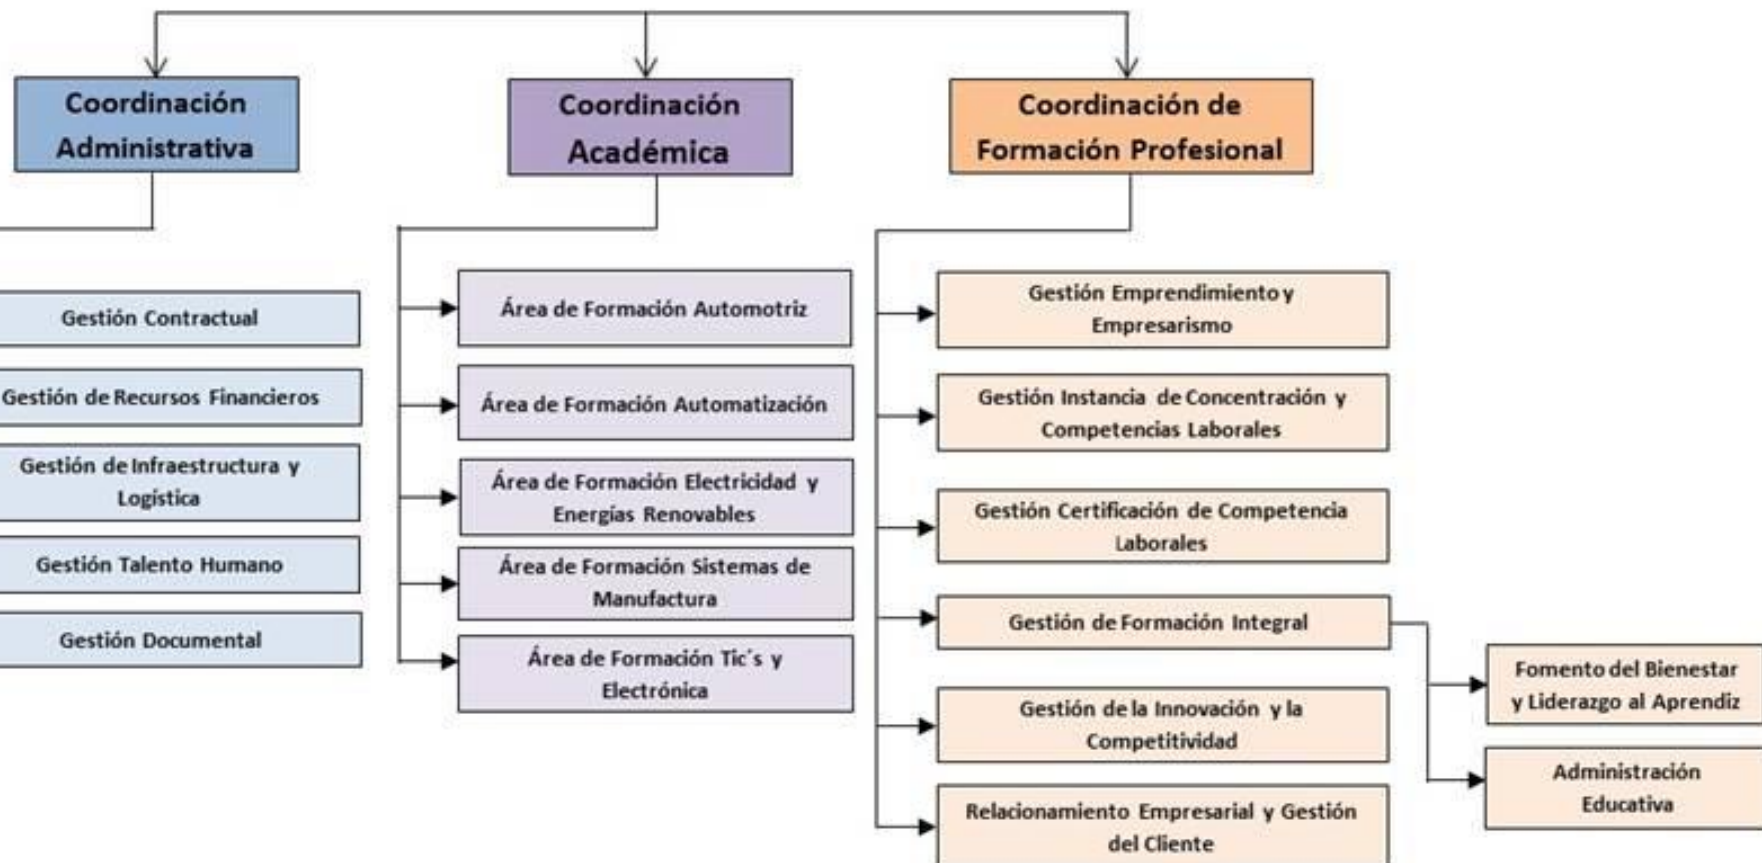 Coordinación
Administrativa
Gestión Contractual
Gestión de Recursos Financieros
Gestión de Infraestructura y
Logística
Gestión Talento Humano
Gestión Documental
Coordinación
Académica
Área de Formación Automotriz
Área de Formación Automatización
Área de Formación Electricidad y
Energías Renovables
Área de Formación Sistemas de
Manufactura
Área de Formación Tic´s y
Electrónica
Coordinación de
Formación Profesional
Gestión Emprendimiento y
Empresarismo
Gestión Instancia de Concentración y
Competencias Laborales
Gestión Certificación de Competencia
Laborales
Gestión de Formación Integral
Fomento del Bienestar
y Liderazgo al Aprendiz
Administración
Educativa
Gestión de la Innovación y la
Competitividad
Relacionamiento Empresarial y Gestión
del Cliente